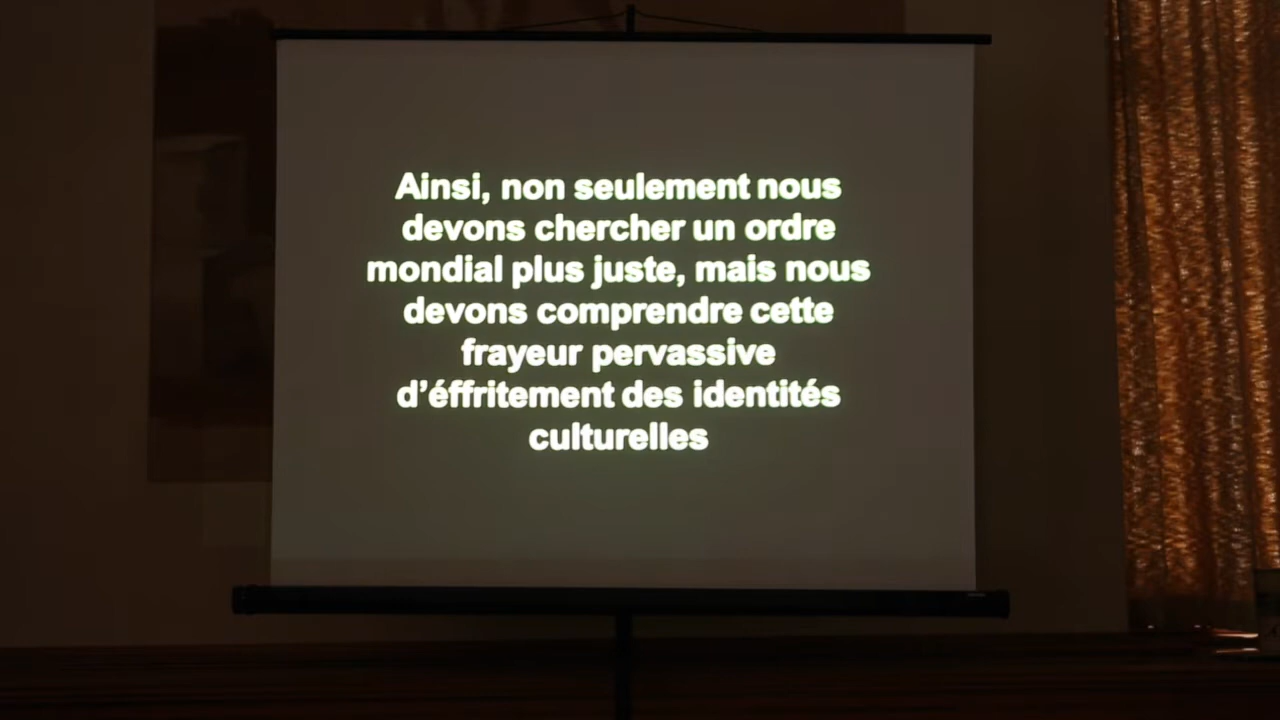 Ainsi, non seulement nous
devons chercher un ordre
mondial plus juste, mais nous
devons comprendre cette
frayeur pervassive
d’éffritement des identités
culturelles